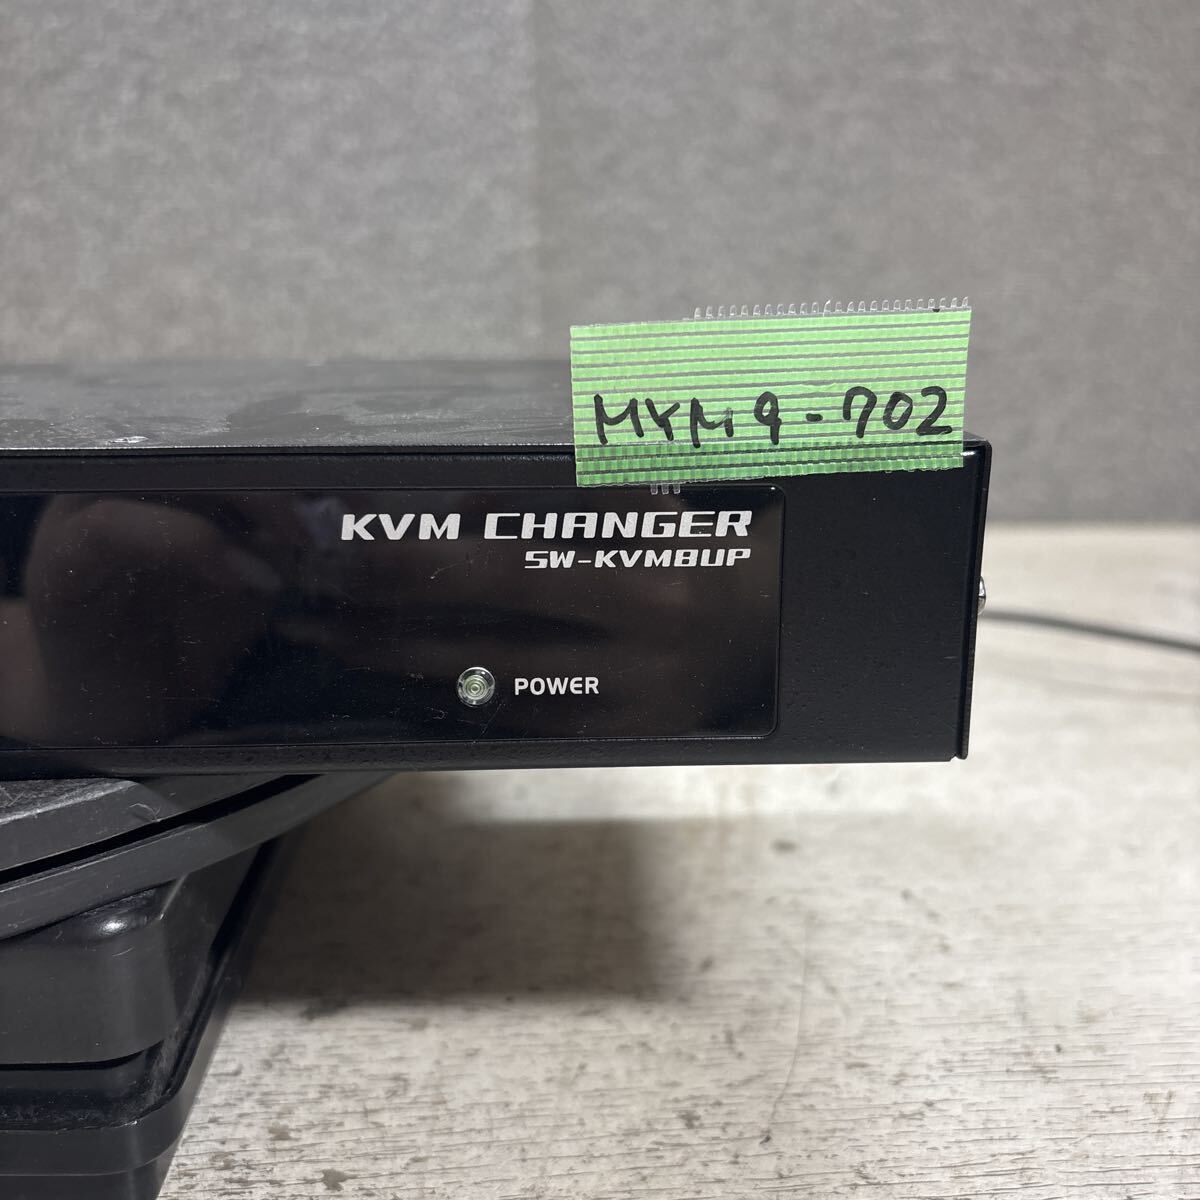 MYM9-702
KVM CHANGER
SW-KVM8UP
POWER